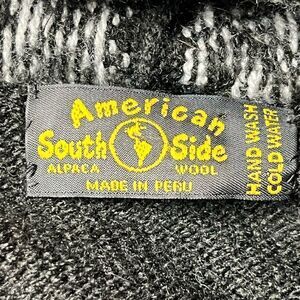 American
South Side
ALPACA WOOL
MADE IN PERU
HAND WASH
COLD WATER